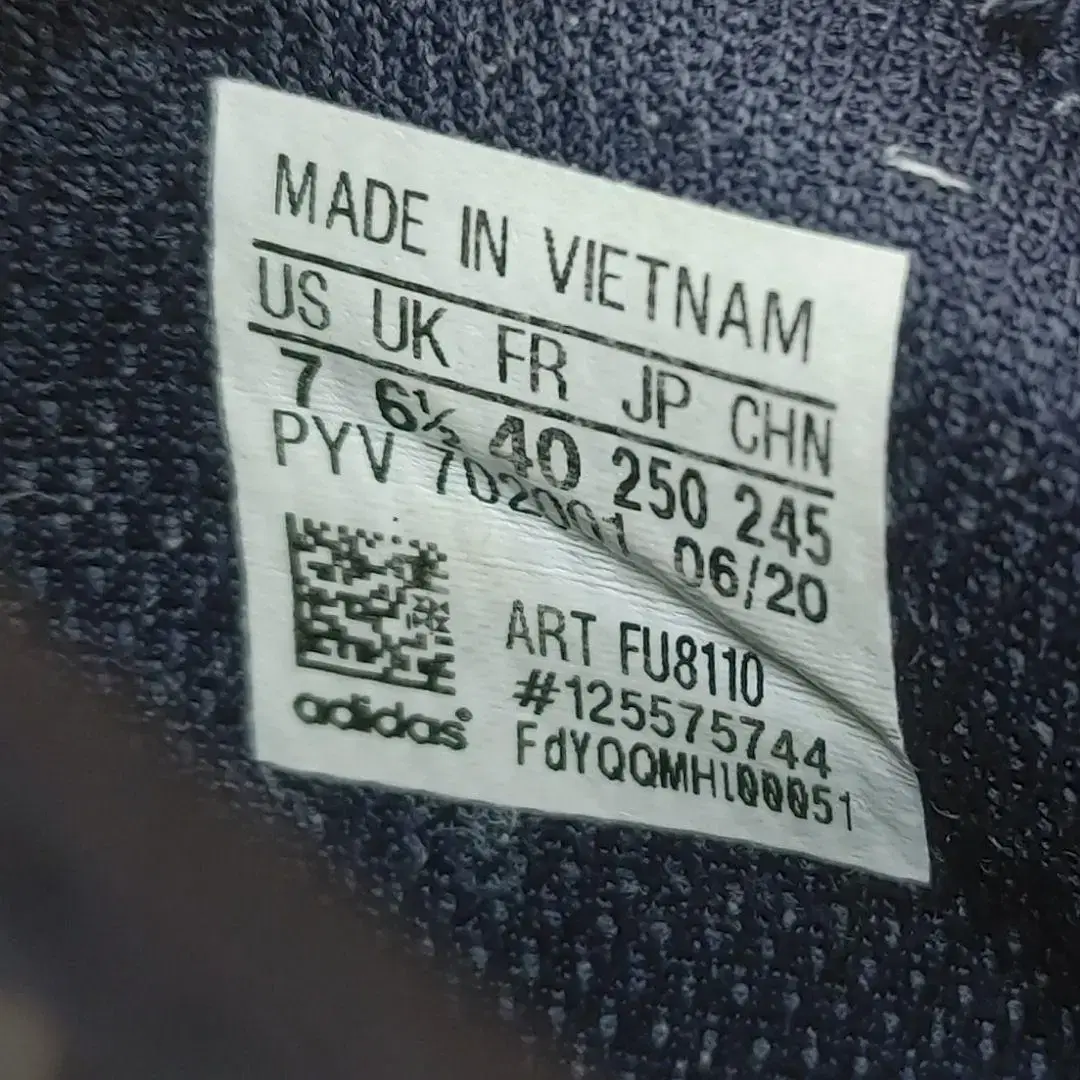 MADE IN VIETNAM
US UK FR JP CHN
7 6½ 40 250 245
PYV 702001 06/20
ART FU8110
#125575744
FdYQQMHl00051
adidas®